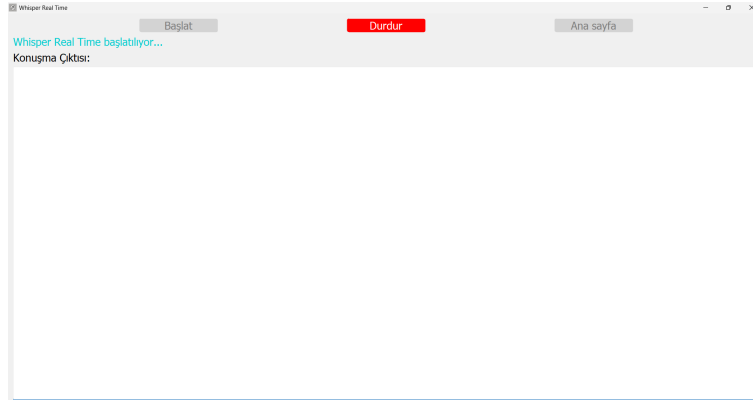 Whisper Real Time
Başlat Durdur Ana sayfa
Whisper Real Time başlatılıyor...
Konuşma Çıktısı: